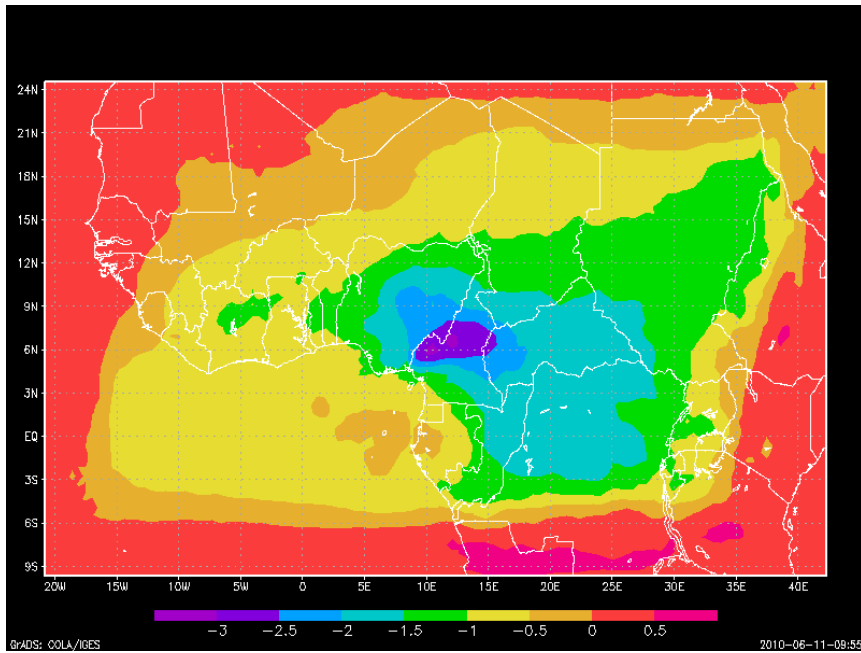 24N
21N
18N
15N
12N
9N
6N
3N
EQ
3S
6S
9S
20W 15W 10W 5W 0 5E 10E 15E 20E 25E 30E 35E 40E
-3 -2.5 -2 -1.5 -1 -0.5 0 0.5
GrADS: COLA/IGES 2010-06-11-09:55